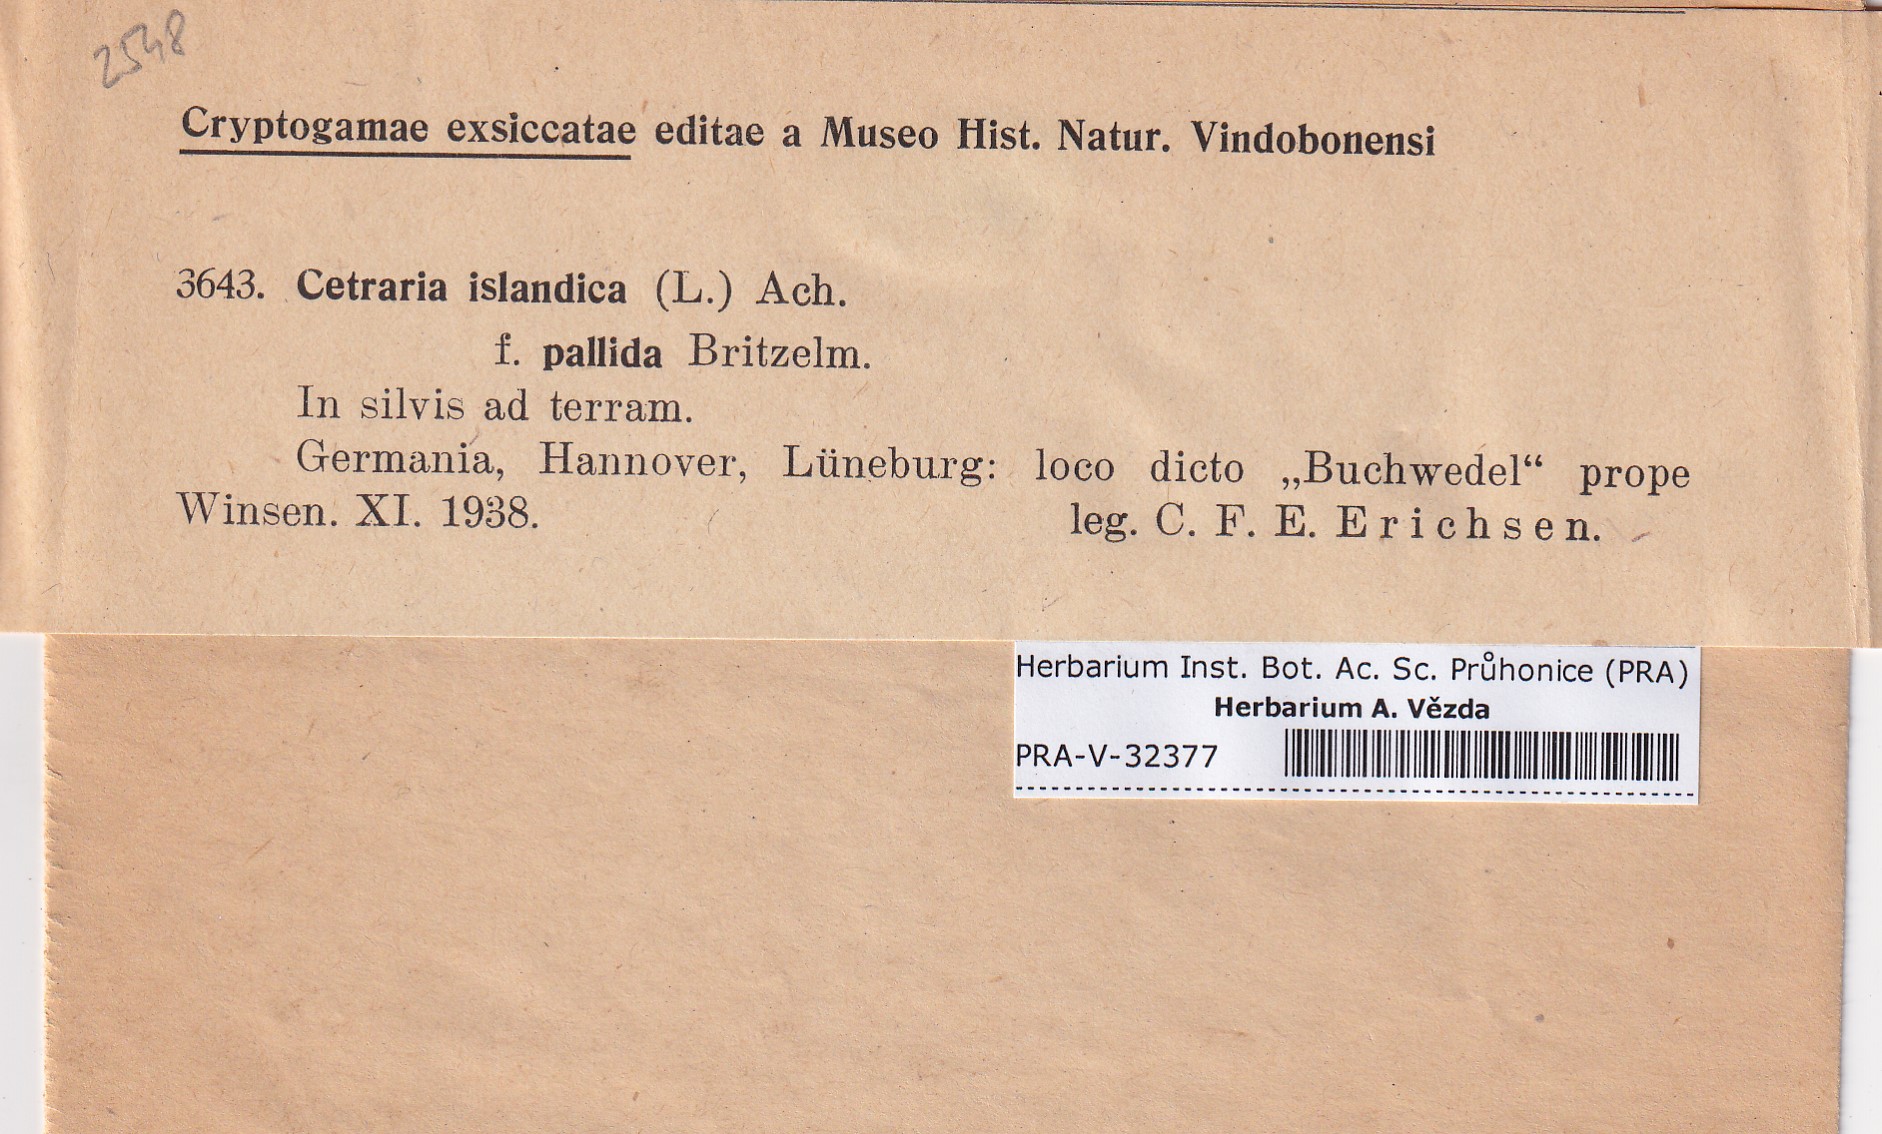 2548
Cryptogamae exsiccatae editae a Museo Hist. Natur. Vindobonensi
3643. Cetraria islandica (L.) Ach.
f. pallida Britzelm.
In silvis ad terram.
Germania, Hannover, Lüneburg: loco dicto „Buchwedel“ prope
Winsen. XI. 1938. leg. C. F. E. Erichsen.
Herbarium Inst. Bot. Ac. Sc. Průhonice (PRA)
Herbarium A. Vězda
PRA-V-32377